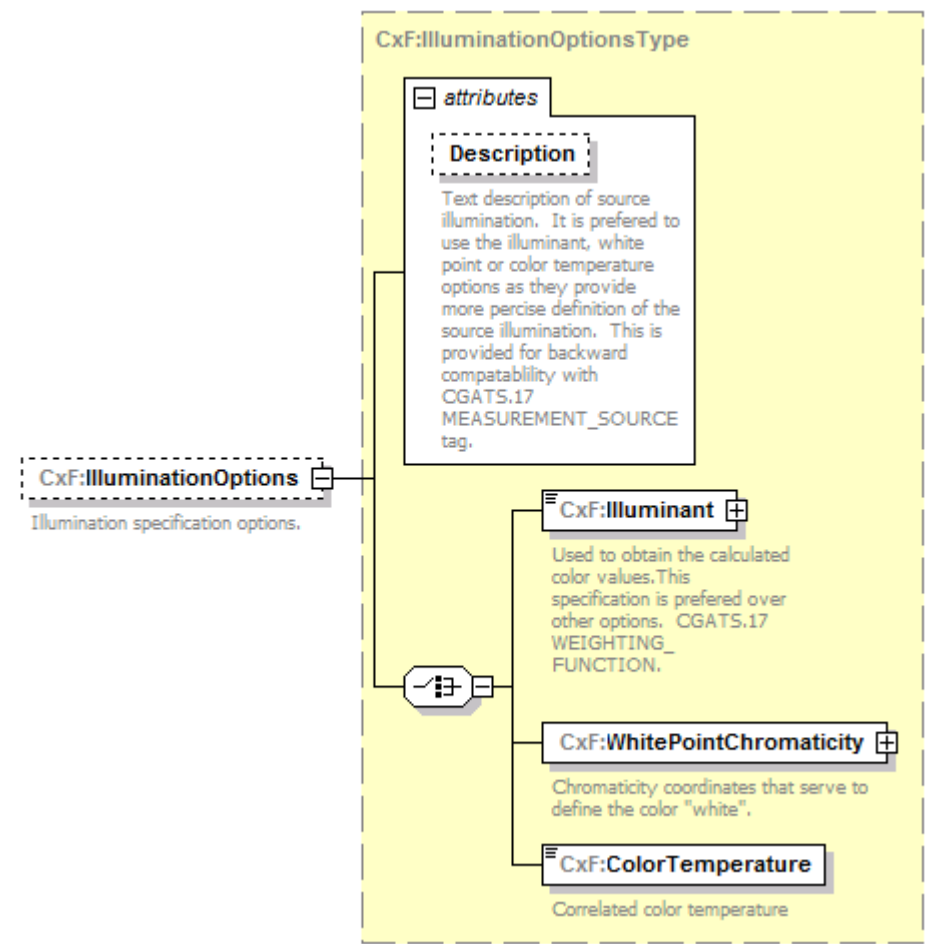 CxF:IlluminationOptionsType
attributes
Description
Text description of source
illumination.  It is prefered to
use the illuminant, white
point or color temperature
options as they provide
more percise definition of the
source illumination.  This is
provided for backward
compatablility with
CGATS.17
MEASUREMENT_SOURCE
tag.
CxF:IlluminationOptions
Illumination specification options.
CxF:Illuminant
Used to obtain the calculated
color values.This
specification is prefered over
other options.  CGATS.17
WEIGHTING_
FUNCTION.
CxF:WhitePointChromaticity
Chromaticity coordinates that serve to
define the color "white".
CxF:ColorTemperature
Correlated color temperature